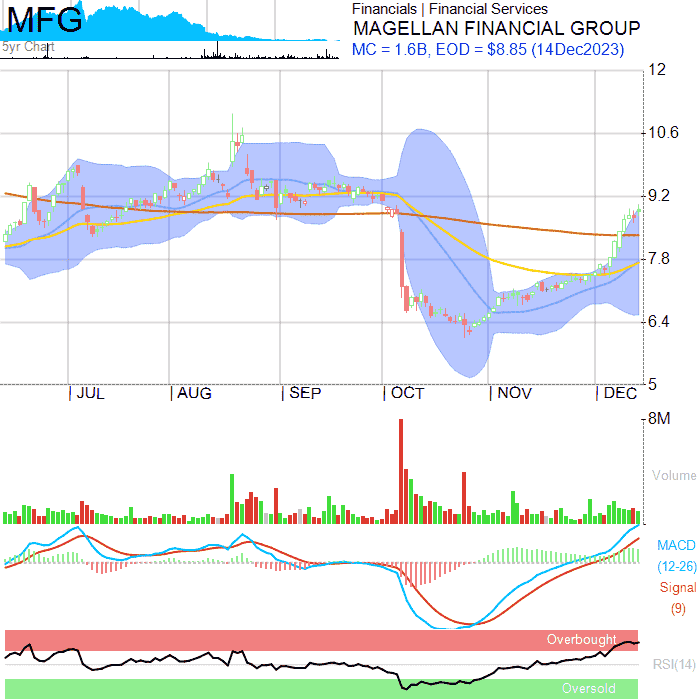 MFG
5yr Chart
Financials | Financial Services
MAGELLAN FINANCIAL GROUP
MC = 1.6B, EOD = $8.85 (14Dec2023)
12
10.6
9.2
7.8
6.4
5
| JUL | AUG | SEP | OCT | NOV | DEC
8M
Volume
MACD
(12-26)
Signal
(9)
Overbought
RSI(14)
Oversold